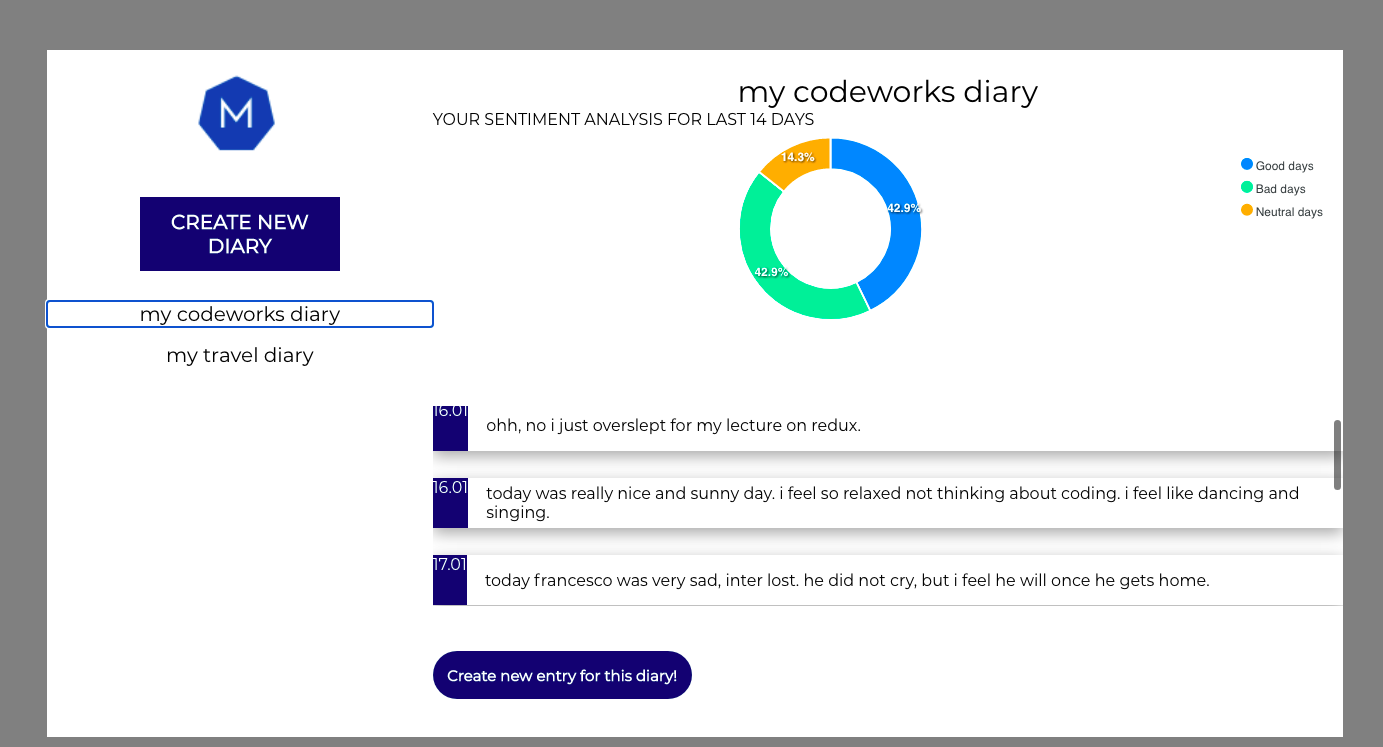 M
CREATE NEW
DIARY
my codeworks diary
my travel diary
my codeworks diary
YOUR SENTIMENT ANALYSIS FOR LAST 14 DAYS
14.3%
42.9%
42.9%
Good days
Bad days
Neutral days
16.01
ohh, no i just overslept for my lecture on redux.
16.01
today was really nice and sunny day. i feel so relaxed not thinking about coding. i feel like dancing and
singing.
17.01
today francesco was very sad, inter lost. he did not cry, but i feel he will once he gets home.
Create new entry for this diary!